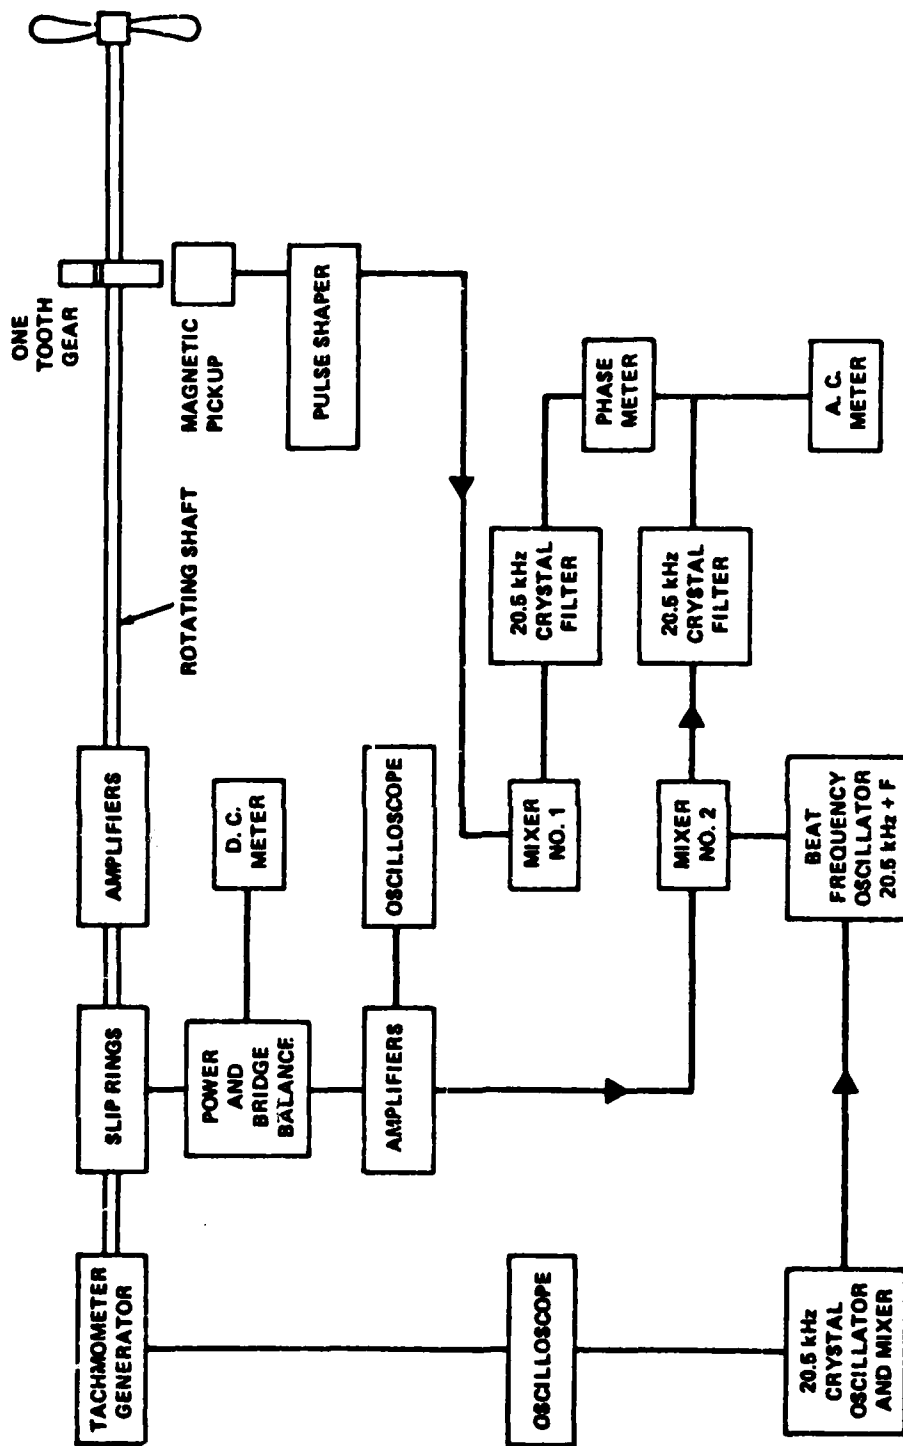 ONE
TOOTH
GEAR
MAGNETIC
PICKUP
PULSE SHAPER
ROTATING SHAFT
AMPLIFIERS
SLIP RINGS
TACHMOMETER
GENERATOR
D. C.
METER
POWER
AND
BRIDGE
BALANCE
OSCILLOSCOPE
AMPLIFIERS
OSCILLOSCOPE
MIXER
NO. 1
20.5 kHz
CRYSTAL
FILTER
PHASE
METER
MIXER
NO. 2
20.5 kHz
CRYSTAL
FILTER
A. C.
METER
BEAT
FREQUENCY
OSCILLATOR
20.5 kHz + F
20.5 kHz
CRYSTAL
OSCILLATOR
AND MIXER